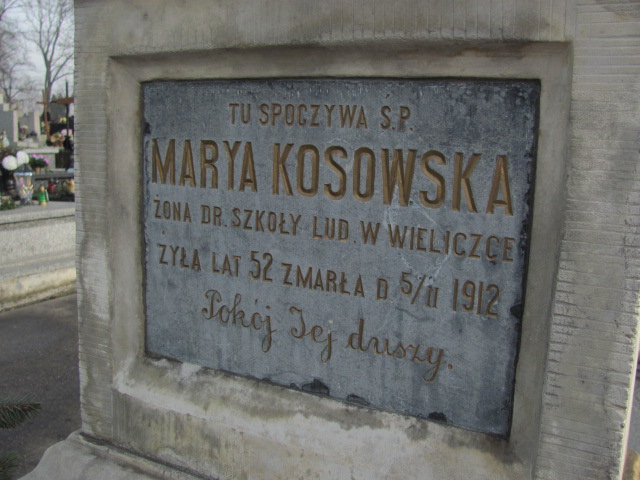 TU SPOCZYWA Ś.P.
MARYA KOSOWSKA
ŻONA DR. SZKOŁY LUD. W WIELICZCE
ŻYŁA LAT 52 ZMARŁA D 5/II 1912
Pokój Jej duszy.